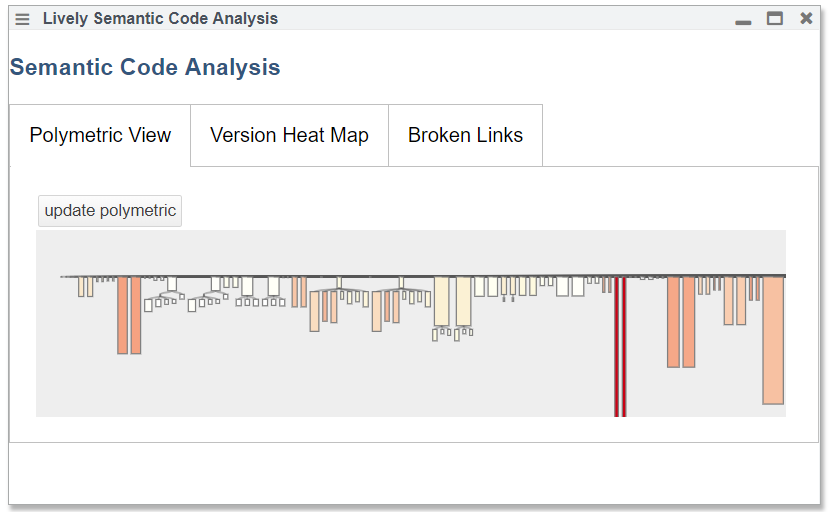 Lively Semantic Code Analysis
Semantic Code Analysis
Polymetric View Version Heat Map Broken Links
update polymetric